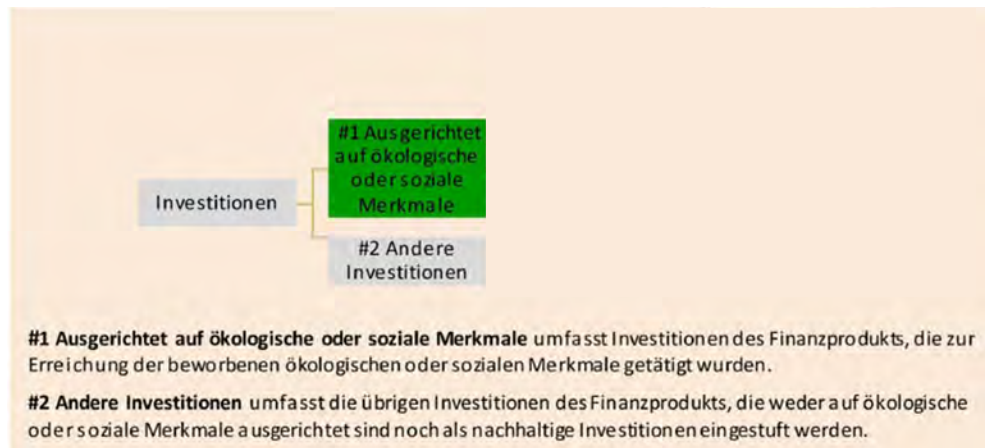 #1 Ausgerichtet
auf ökologische
oder soziale
Merkmale
Investitionen
#2 Andere
Investitionen
#1 Ausgerichtet auf ökologische oder soziale Merkmale umfasst Investitionen des Finanzprodukts, die zur
Erreichung der beworbenen ökologischen oder sozialen Merkmale getätigt wurden.
#2 Andere Investitionen umfasst die übrigen Investitionen des Finanzprodukts, die weder auf ökologische
oder soziale Merkmale ausgerichtet sind noch als nachhaltige Investitionen eingestuft werden.